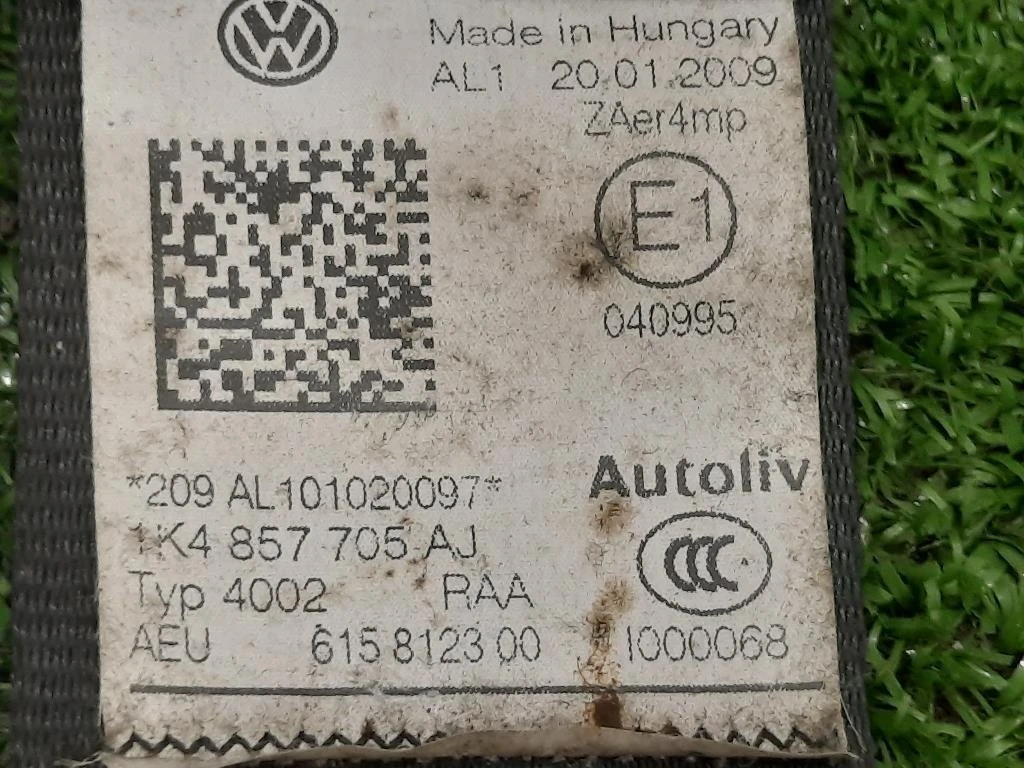 Made in Hungary
AL1 20.01.2009
ZAer4mp
E1
040995
*209 AL101020097*
Autoliv
1K4 857 705 AJ
CCC
Typ 4002 RAA
AEU 615 8123 00 I000068